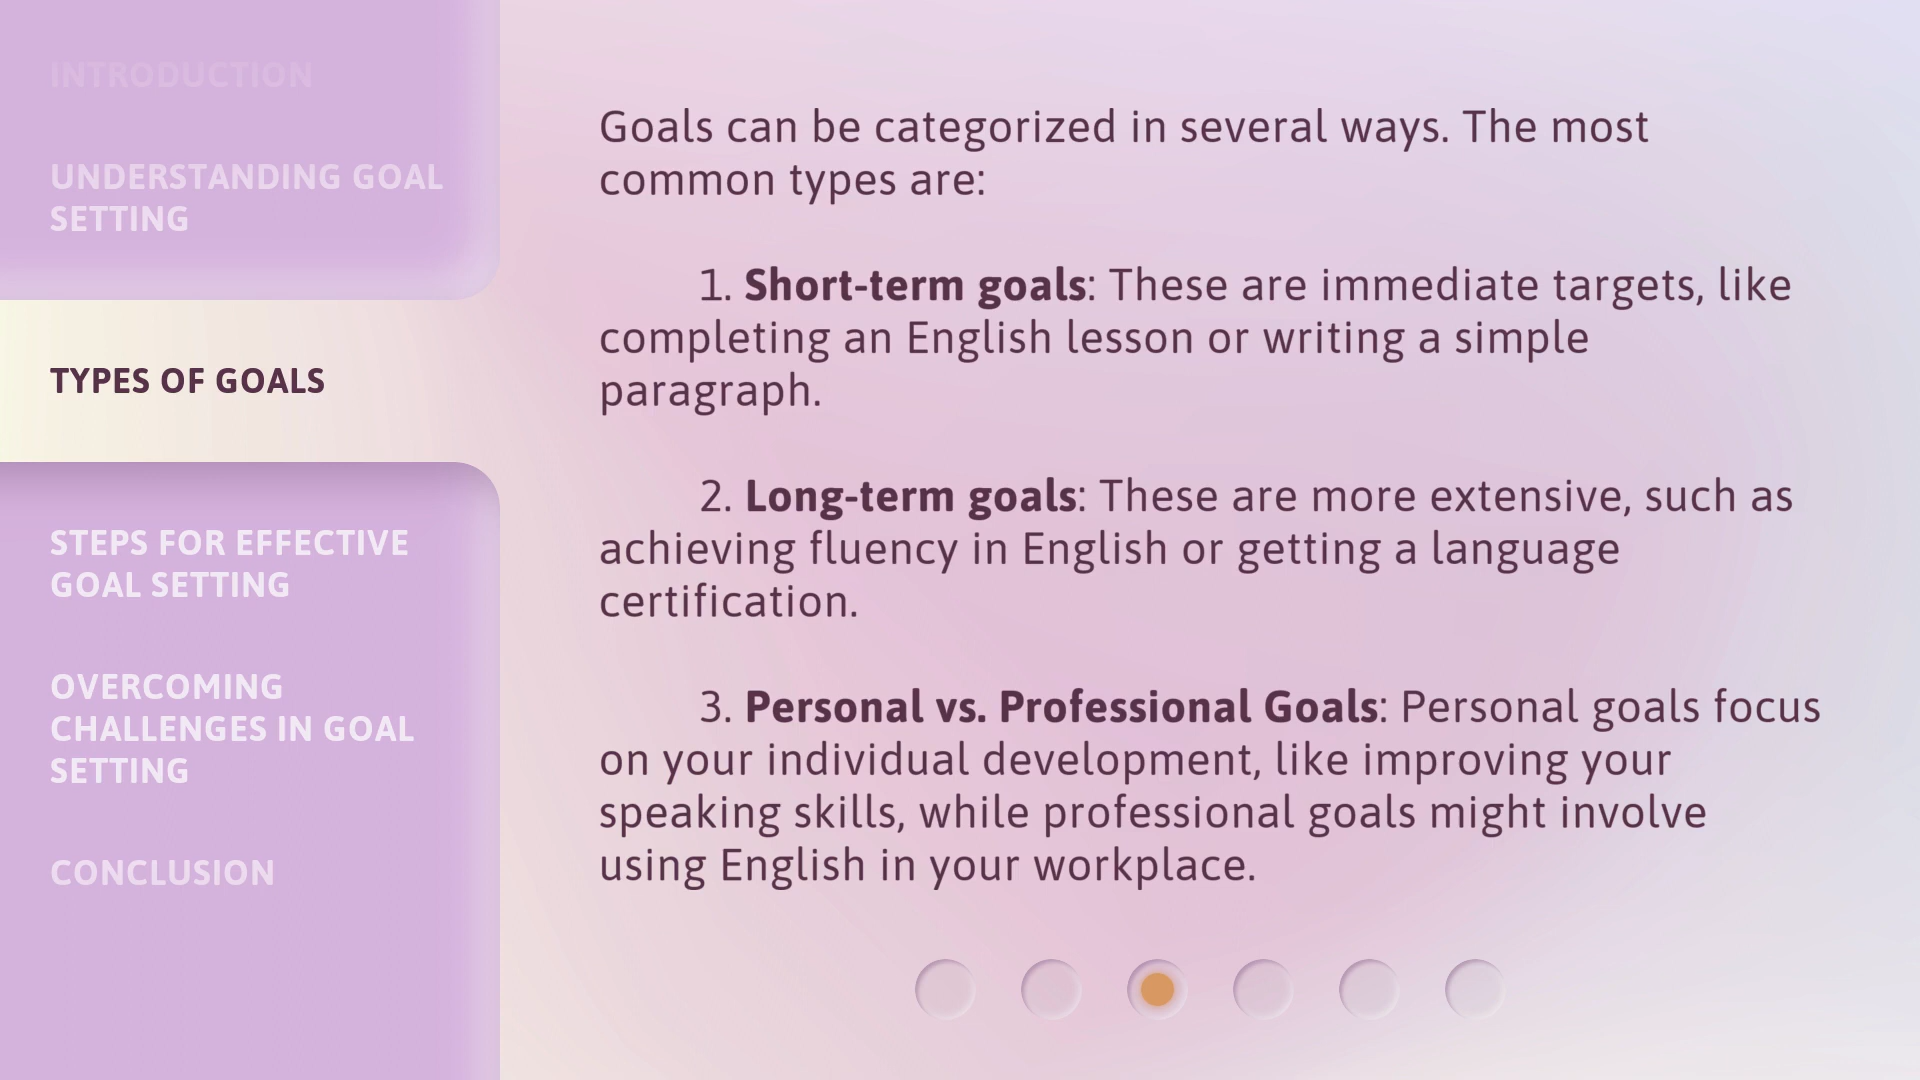 INTRODUCTION
UNDERSTANDING GOAL
SETTING
TYPES OF GOALS
STEPS FOR EFFECTIVE
GOAL SETTING
OVERCOMING
CHALLENGES IN GOAL
SETTING
CONCLUSION
Goals can be categorized in several ways. The most
common types are:
1. Short-term goals: These are immediate targets, like
completing an English lesson or writing a simple
paragraph.
2. Long-term goals: These are more extensive, such as
achieving fluency in English or getting a language
certification.
3. Personal vs. Professional Goals: Personal goals focus
on your individual development, like improving your
speaking skills, while professional goals might involve
using English in your workplace.